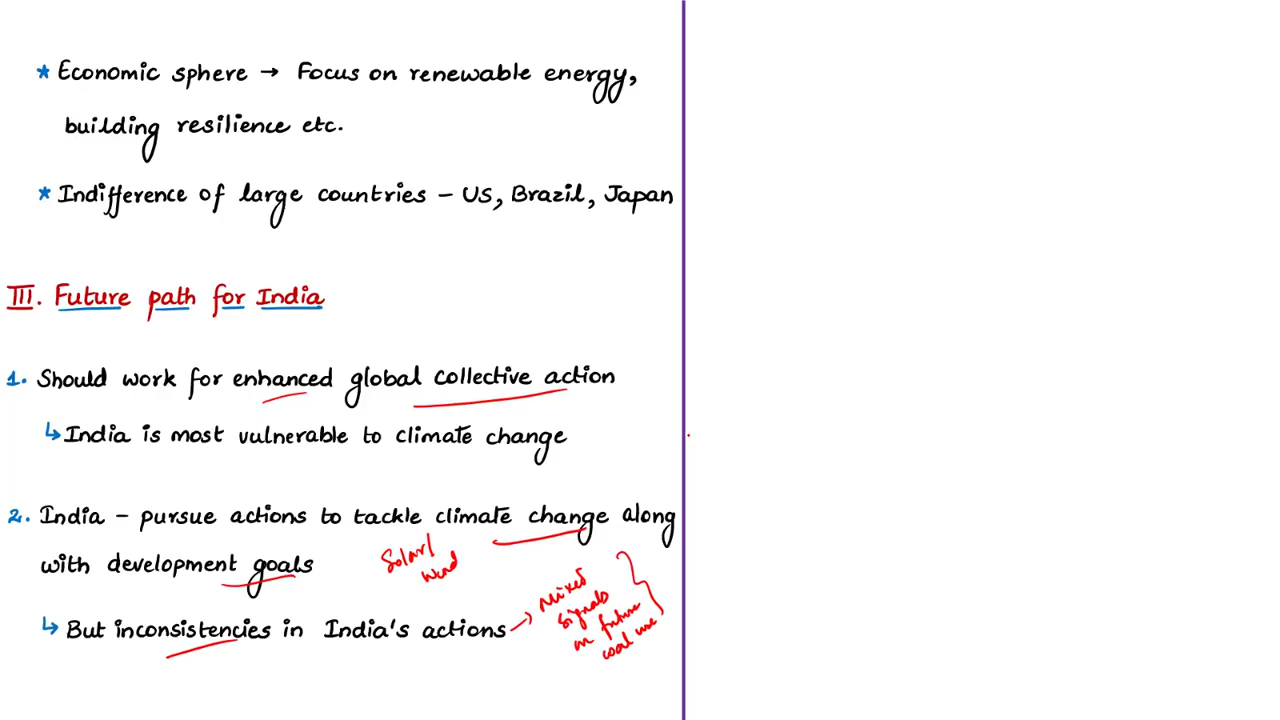 * Economic sphere → Focus on renewable energy,
building resilience etc.
* Indifference of large countries – US, Brazil, Japan
III. Future path for India
1. Should work for enhanced global collective action
↳ India is most vulnerable to climate change
2. India – pursue actions to tackle climate change along
with development goals
Solar/
wind
↳ But inconsistencies in India's actions →
Mixed
signals
on future
coal use